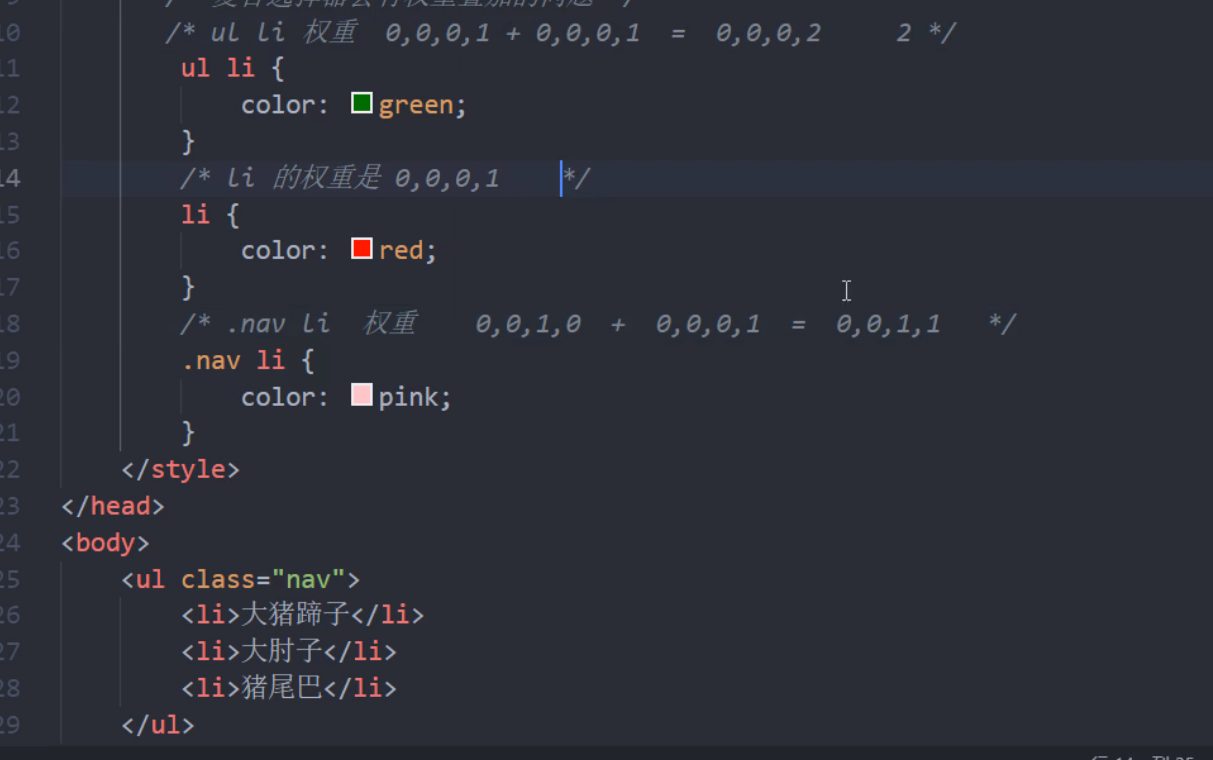 /* 复合选择器会有权重叠加的问题 */
10 /* ul li 权重 0,0,0,1 + 0,0,0,1 = 0,0,0,2 2 */
11 ul li {
12 color: green;
13 }
14 /* li 的权重是 0,0,0,1 */
15 li {
16 color: red;
17 }
18 /* .nav li 权重 0,0,1,0 + 0,0,0,1 = 0,0,1,1 */
19 .nav li {
20 color: pink;
21 }
22 </style>
23 </head>
24 <body>
25 <ul class="nav">
26 <li>大猪蹄子</li>
27 <li>大肘子</li>
28 <li>猪尾巴</li>
29 </ul>